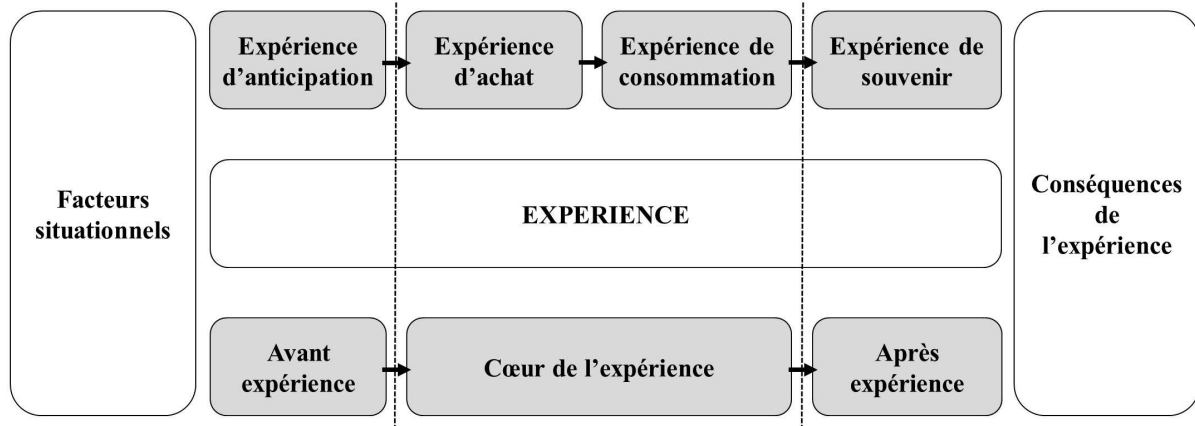 Facteurs
situationnels
Expérience
d’anticipation
Expérience
d’achat
Expérience de
consommation
Expérience de
souvenir
EXPERIENCE
Avant
expérience
Cœur de l’expérience
Après
expérience
Conséquences
de
l’expérience